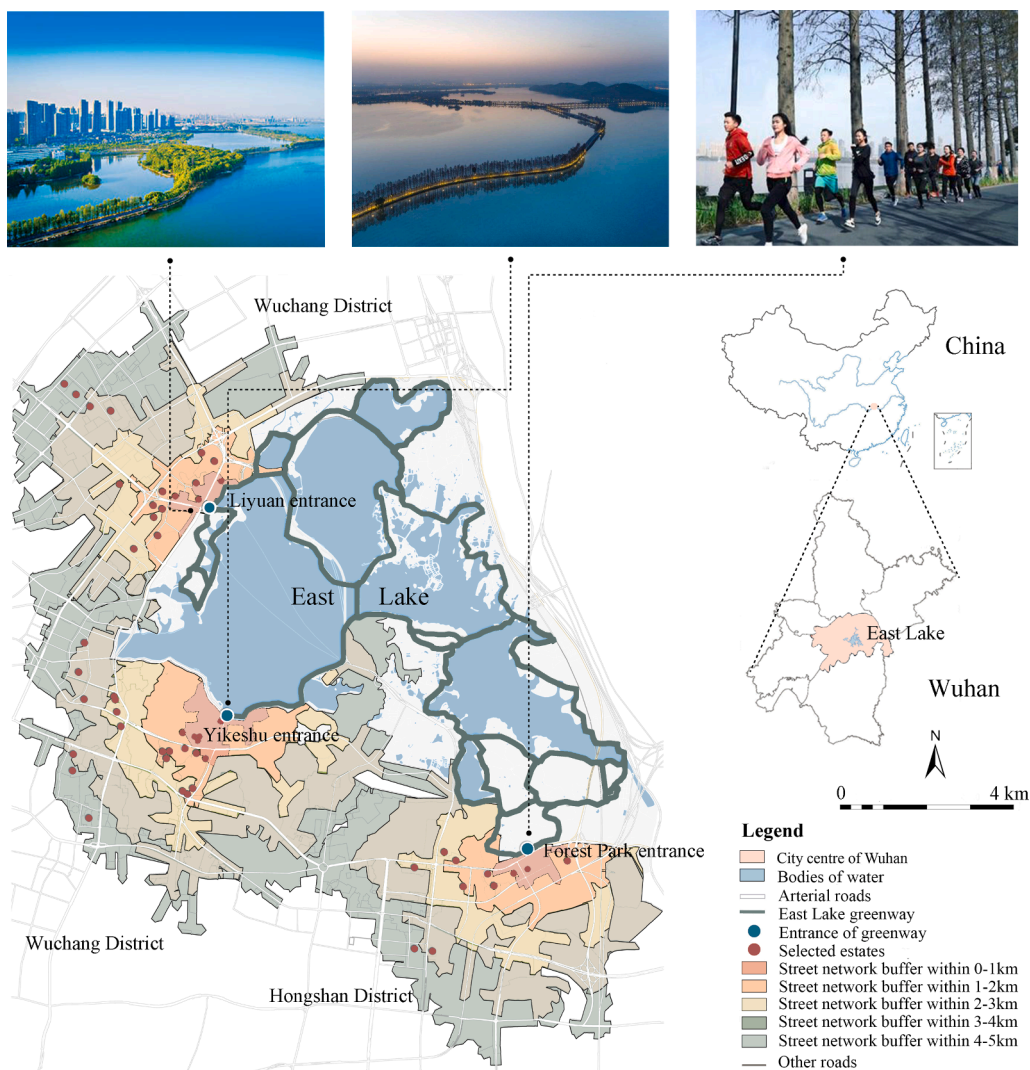 Wuchang District
China
Liyuan entrance
East Lake
East Lake
Wuhan
Yikeshu entrance
N
0 4 km
Forest Park entrance
Wuchang District
Hongshan District
Legend
City centre of Wuhan
Bodies of water
Arterial roads
East Lake greenway
Entrance of greenway
Selected estates
Street network buffer within 0-1km
Street network buffer within 1-2km
Street network buffer within 2-3km
Street network buffer within 3-4km
Street network buffer within 4-5km
Other roads